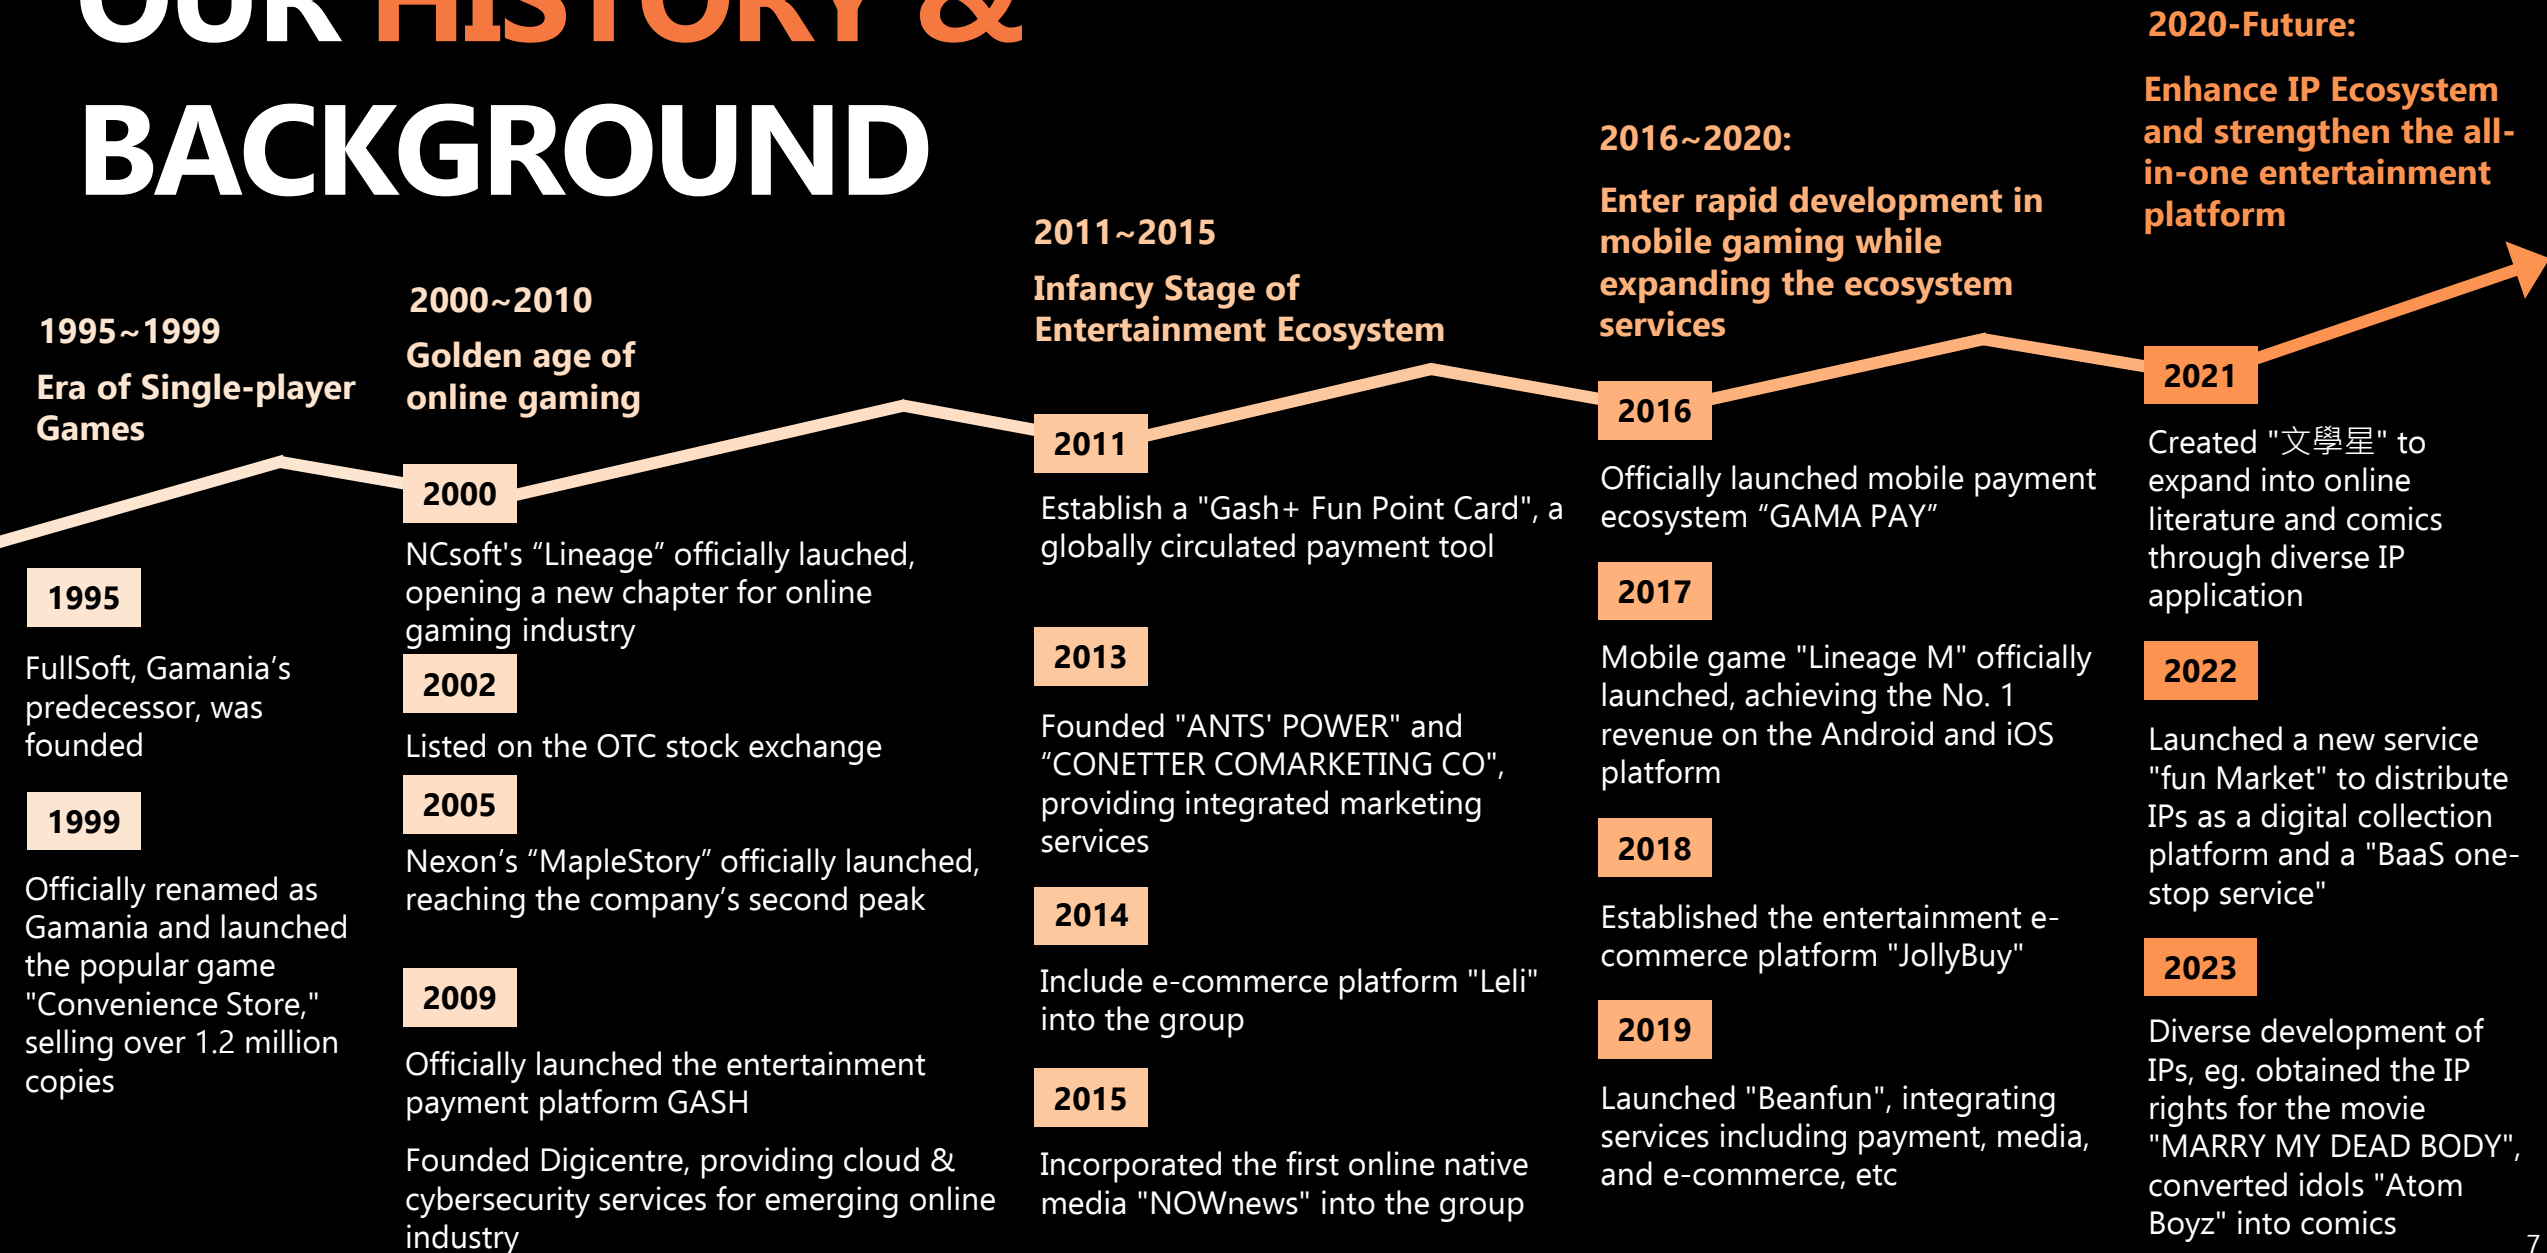 OUR HISTORY &
BACKGROUND
1995~1999
Era of Single-player
Games
1995
FullSoft, Gamania’s
predecessor, was
founded
1999
Officially renamed as
Gamania and launched
the popular game
"Convenience Store,"
selling over 1.2 million
copies
2000~2010
Golden age of
online gaming
2000
NCsoft's “Lineage” officially lauched,
opening a new chapter for online
gaming industry
2002
Listed on the OTC stock exchange
2005
Nexon’s “MapleStory” officially launched,
reaching the company’s second peak
2009
Officially launched the entertainment
payment platform GASH
Founded Digicentre, providing cloud &
cybersecurity services for emerging online
industry
2011~2015
Infancy Stage of
Entertainment Ecosystem
2011
Establish a "Gash+ Fun Point Card", a
globally circulated payment tool
2013
Founded "ANTS' POWER" and
“CONETTER COMARKETING CO",
providing integrated marketing
services
2014
Include e-commerce platform "Leli"
into the group
2015
Incorporated the first online native
media "NOWnews" into the group
2016~2020:
Enter rapid development in
mobile gaming while
expanding the ecosystem
services
2016
Officially launched mobile payment
ecosystem “GAMA PAY”
2017
Mobile game "Lineage M" officially
launched, achieving the No. 1
revenue on the Android and iOS
platform
2018
Established the entertainment e-
commerce platform "JollyBuy"
2019
Launched "Beanfun", integrating
services including payment, media,
and e-commerce, etc
2020-Future:
Enhance IP Ecosystem
and strengthen the all-
in-one entertainment
platform
2021
Created "文學星" to
expand into online
literature and comics
through diverse IP
application
2022
Launched a new service
"fun Market" to distribute
IPs as a digital collection
platform and a "BaaS one-
stop service"
2023
Diverse development of
IPs, eg. obtained the IP
rights for the movie
"MARRY MY DEAD BODY",
converted idols "Atom
Boyz" into comics
7